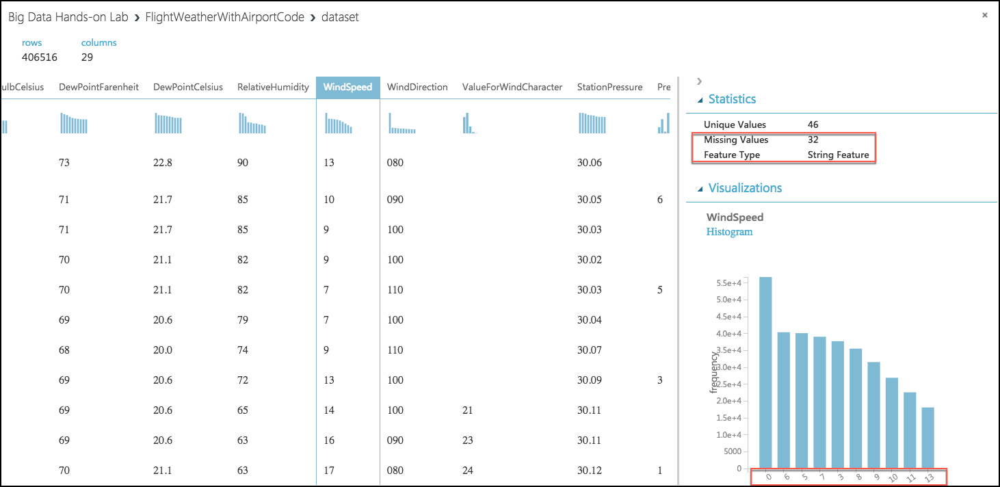 Big Data Hands-on Lab › FlightWeatherWithAirportCode › dataset ×
rows columns
406516 29
ulbCelsius DewPointFarenheit DewPointCelsius RelativeHumidity WindSpeed WindDirection ValueForWindCharacter StationPressure Pre
73 22.8 90 13 080 30.06
71 21.7 85 10 090 30.05 6
71 21.7 85 9 100 30.03
70 21.1 82 9 100 30.02
70 21.1 82 7 110 30.03 5
69 20.6 79 7 100 30.04
68 20.0 74 9 110 30.07
69 20.6 72 13 100 30.09 3
69 20.6 65 14 100 21 30.11
69 20.6 63 16 090 23 30.11
70 21.1 63 17 080 24 30.12 1
Statistics
Unique Values 46
Missing Values 32
Feature Type String Feature
Visualizations
WindSpeed
Histogram
frequency
5.5e+4
5.0e+4
4.5e+4
4.0e+4
3.5e+4
3.0e+4
2.5e+4
2.0e+4
1.5e+4
1.0e+4
5000
0
0 6 5 7 3 8 9 10 11 13